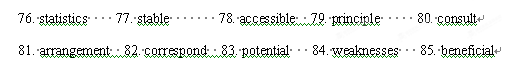 76. statistics 77. stable 78. accessible 79. principle 80. consult
81. arrangement 82. correspond 83. potential 84. weaknesses 85. beneficial